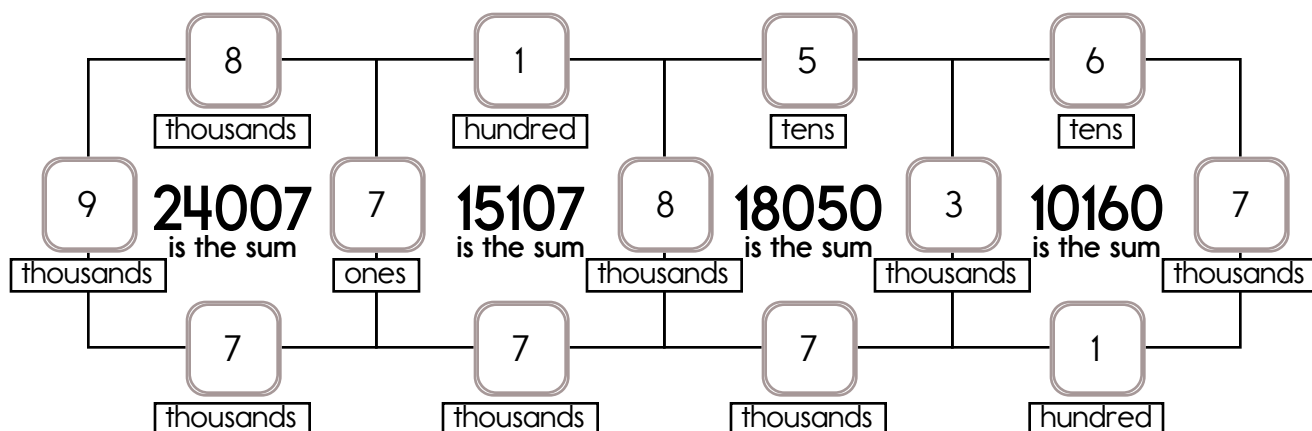 8 1 5 6
thousands hundred tens tens
9 24007 7 15107 8 18050 3 10160 7
is the sum is the sum is the sum is the sum
thousands ones thousands thousands thousands
7 7 7 1
thousands thousands thousands hundred